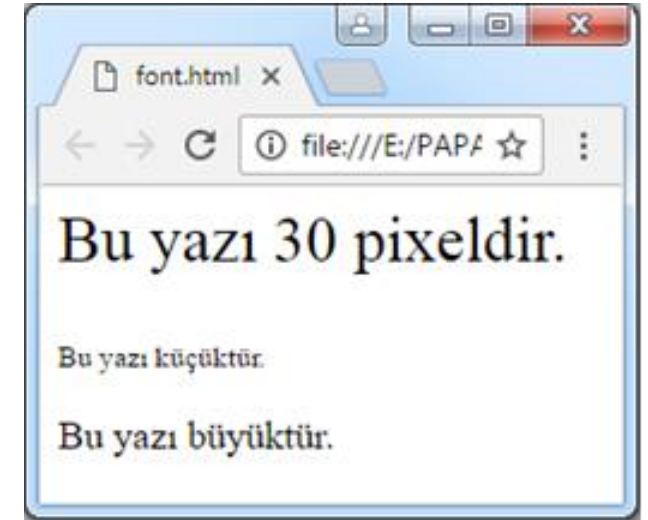 font.html
file:///E:/PAPA
Bu yazı 30 pixeldir.
Bu yazı küçüktür.
Bu yazı büyüktür.